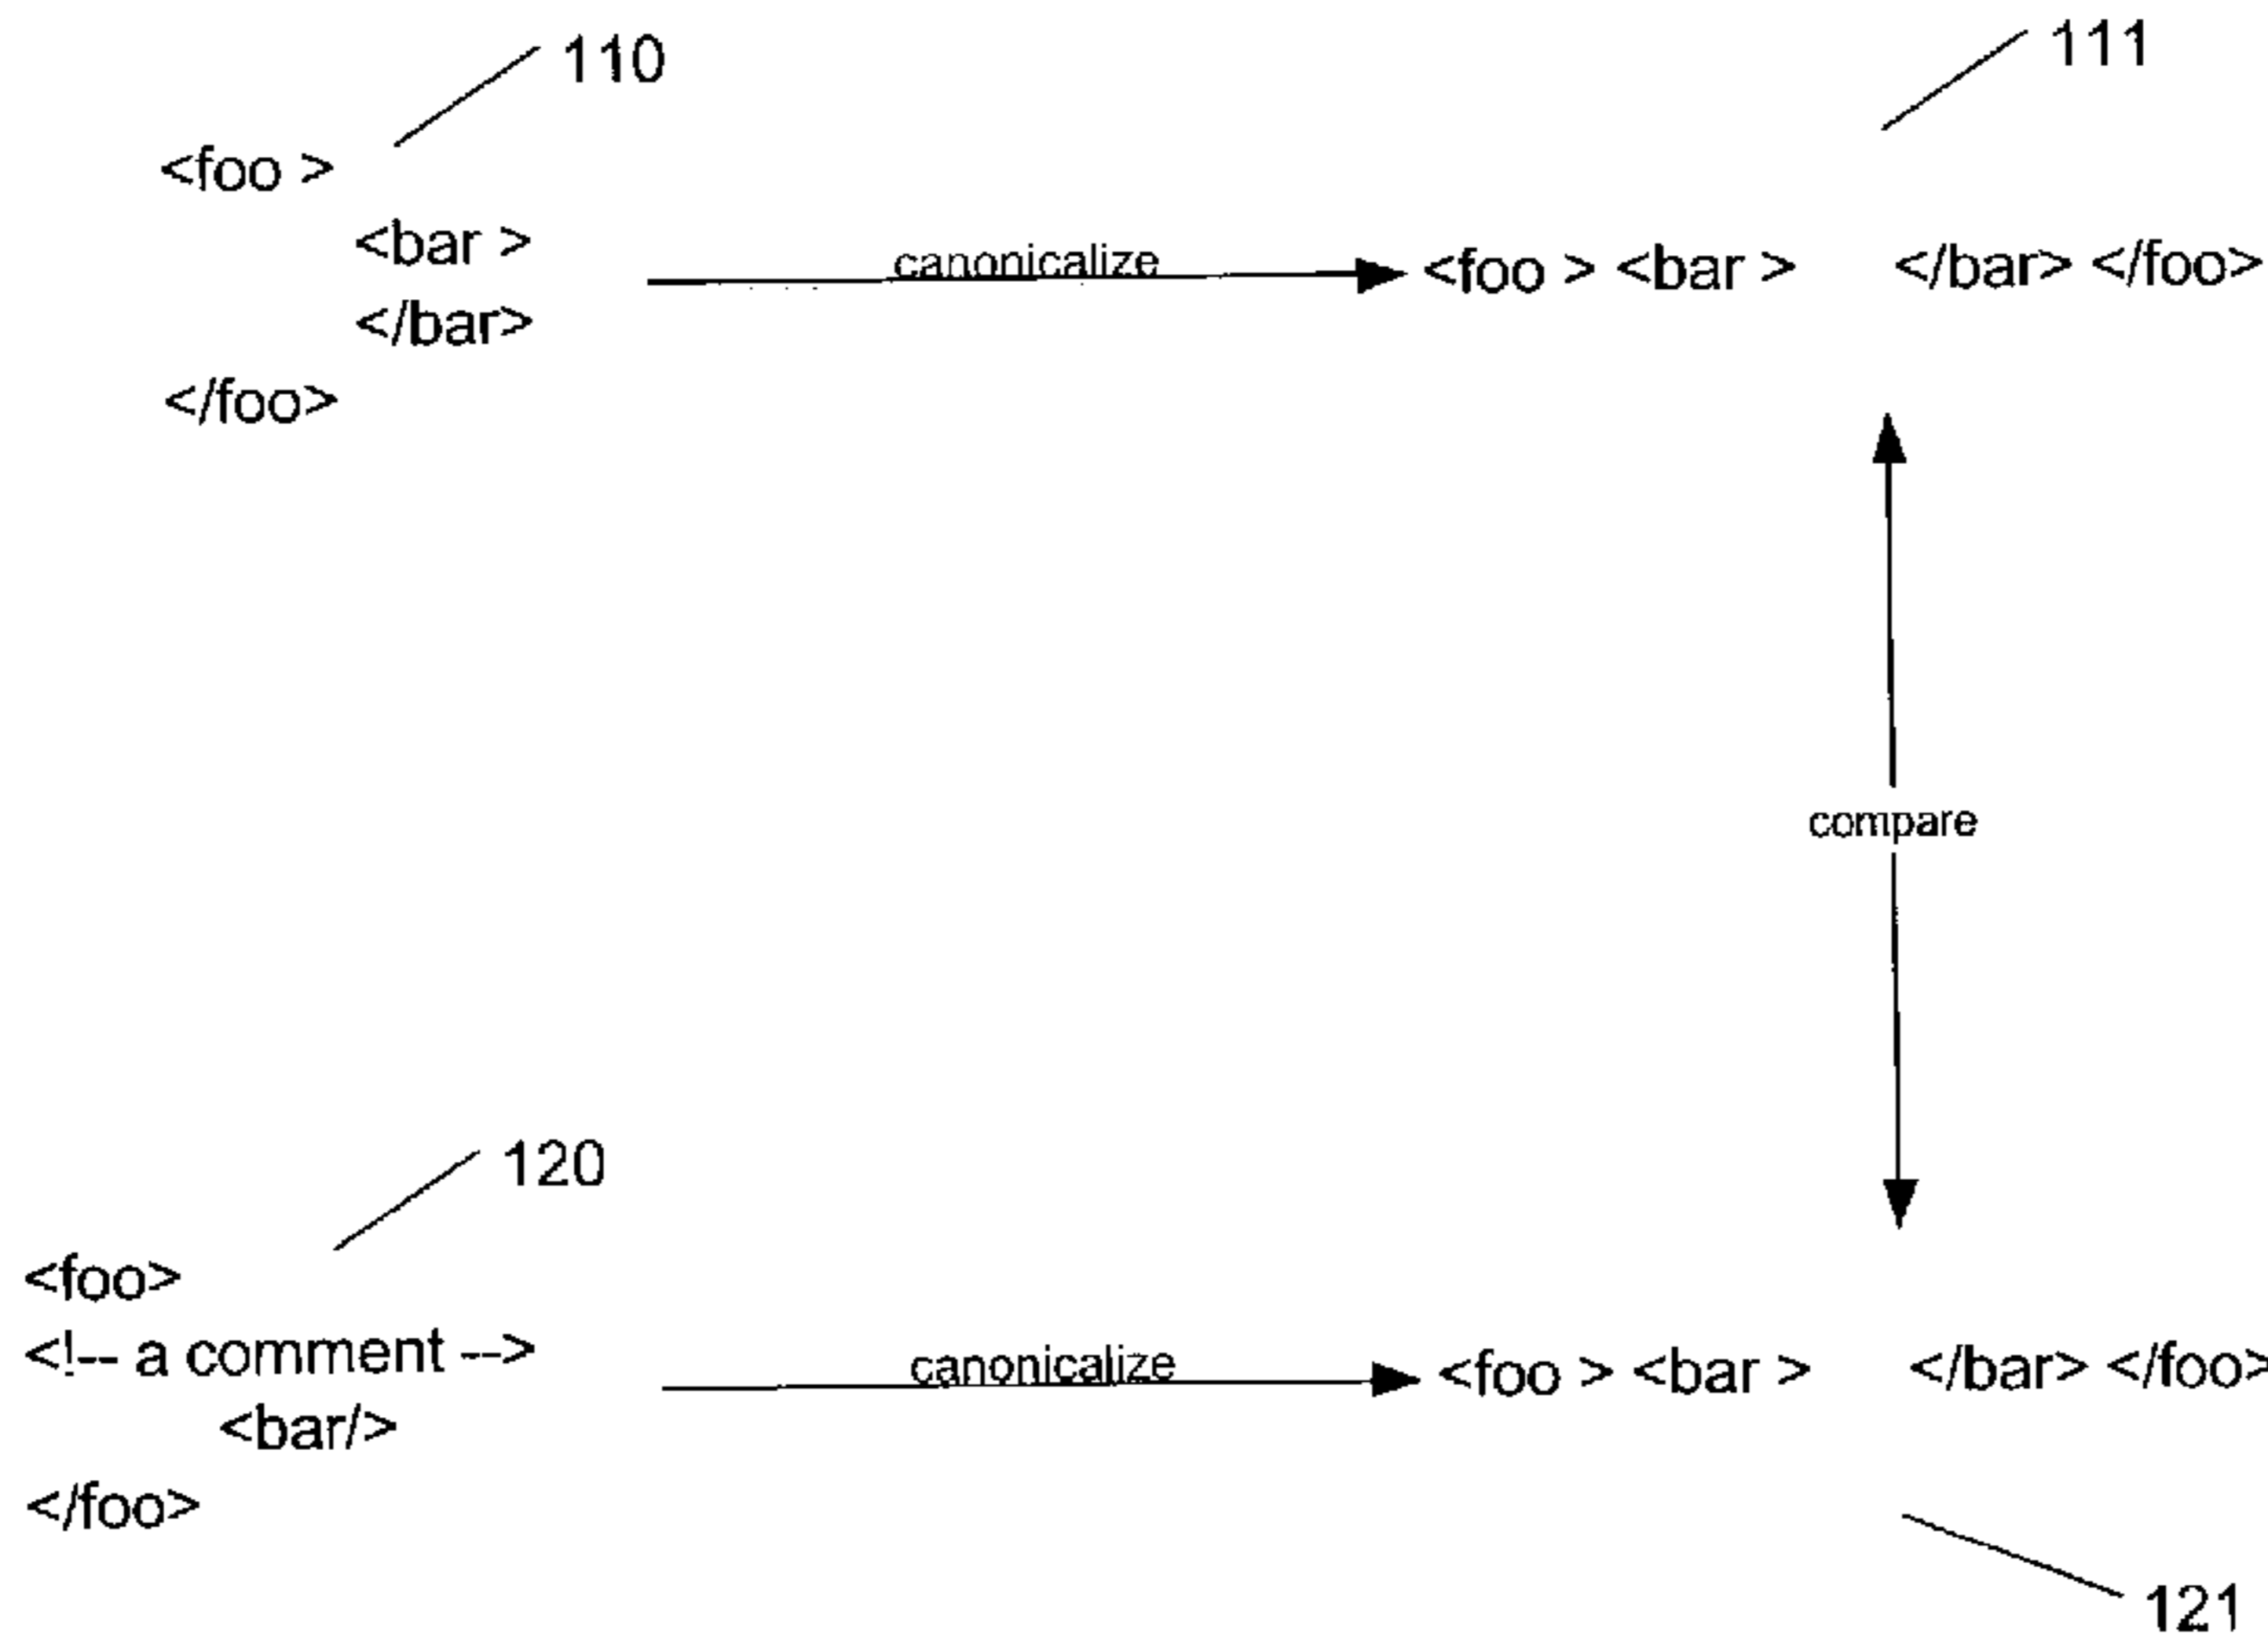 110
111
<foo >
<bar >
</bar>
</foo>
canonicalize
<foo > <bar > </bar> </foo>
compare
120
<foo>
<!-- a comment -->
<bar/>
</foo>
canonicalize
<foo > <bar > </bar> </foo>
121